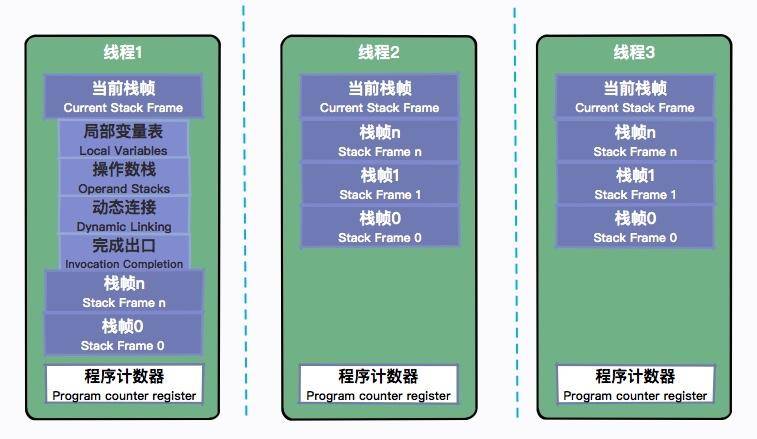 线程1
当前栈帧
Current Stack Frame
局部变量表
Local Variables
操作数栈
Operand Stacks
动态连接
Dynamic Linking
完成出口
Invocation Completion
栈帧n
Stack Frame n
栈帧0
Stack Frame 0
程序计数器
Program counter register
线程2
当前栈帧
Current Stack Frame
栈帧n
Stack Frame n
栈帧1
Stack Frame 1
栈帧0
Stack Frame 0
程序计数器
Program counter register
线程3
当前栈帧
Current Stack Frame
栈帧n
Stack Frame n
栈帧1
Stack Frame 1
栈帧0
Stack Frame 0
程序计数器
Program counter register